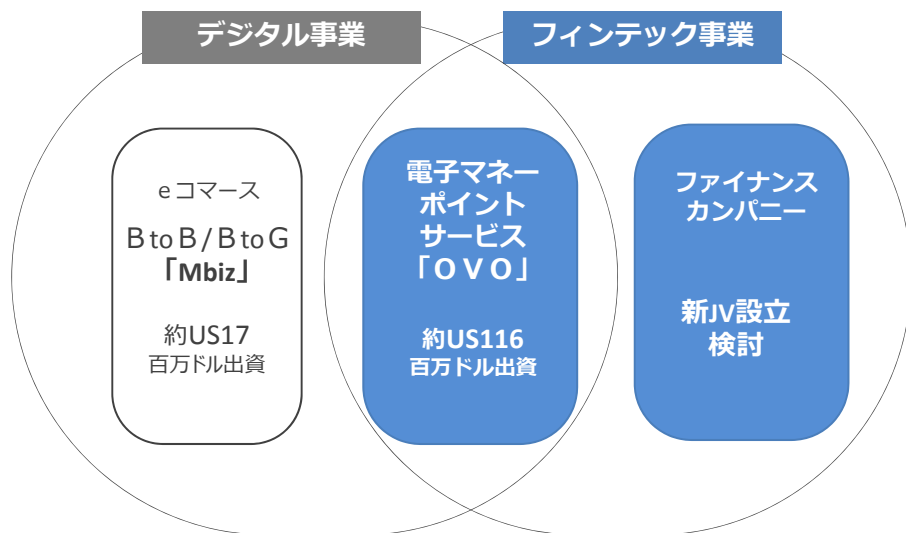 デジタル事業
フィンテック事業
eコマース
BtoB/BtoG
「Mbiz」
約US17
百万ドル出資
電子マネー
ポイント
サービス
「OVO」
約US116
百万ドル出資
ファイナンス
カンパニー
新JV設立
検討